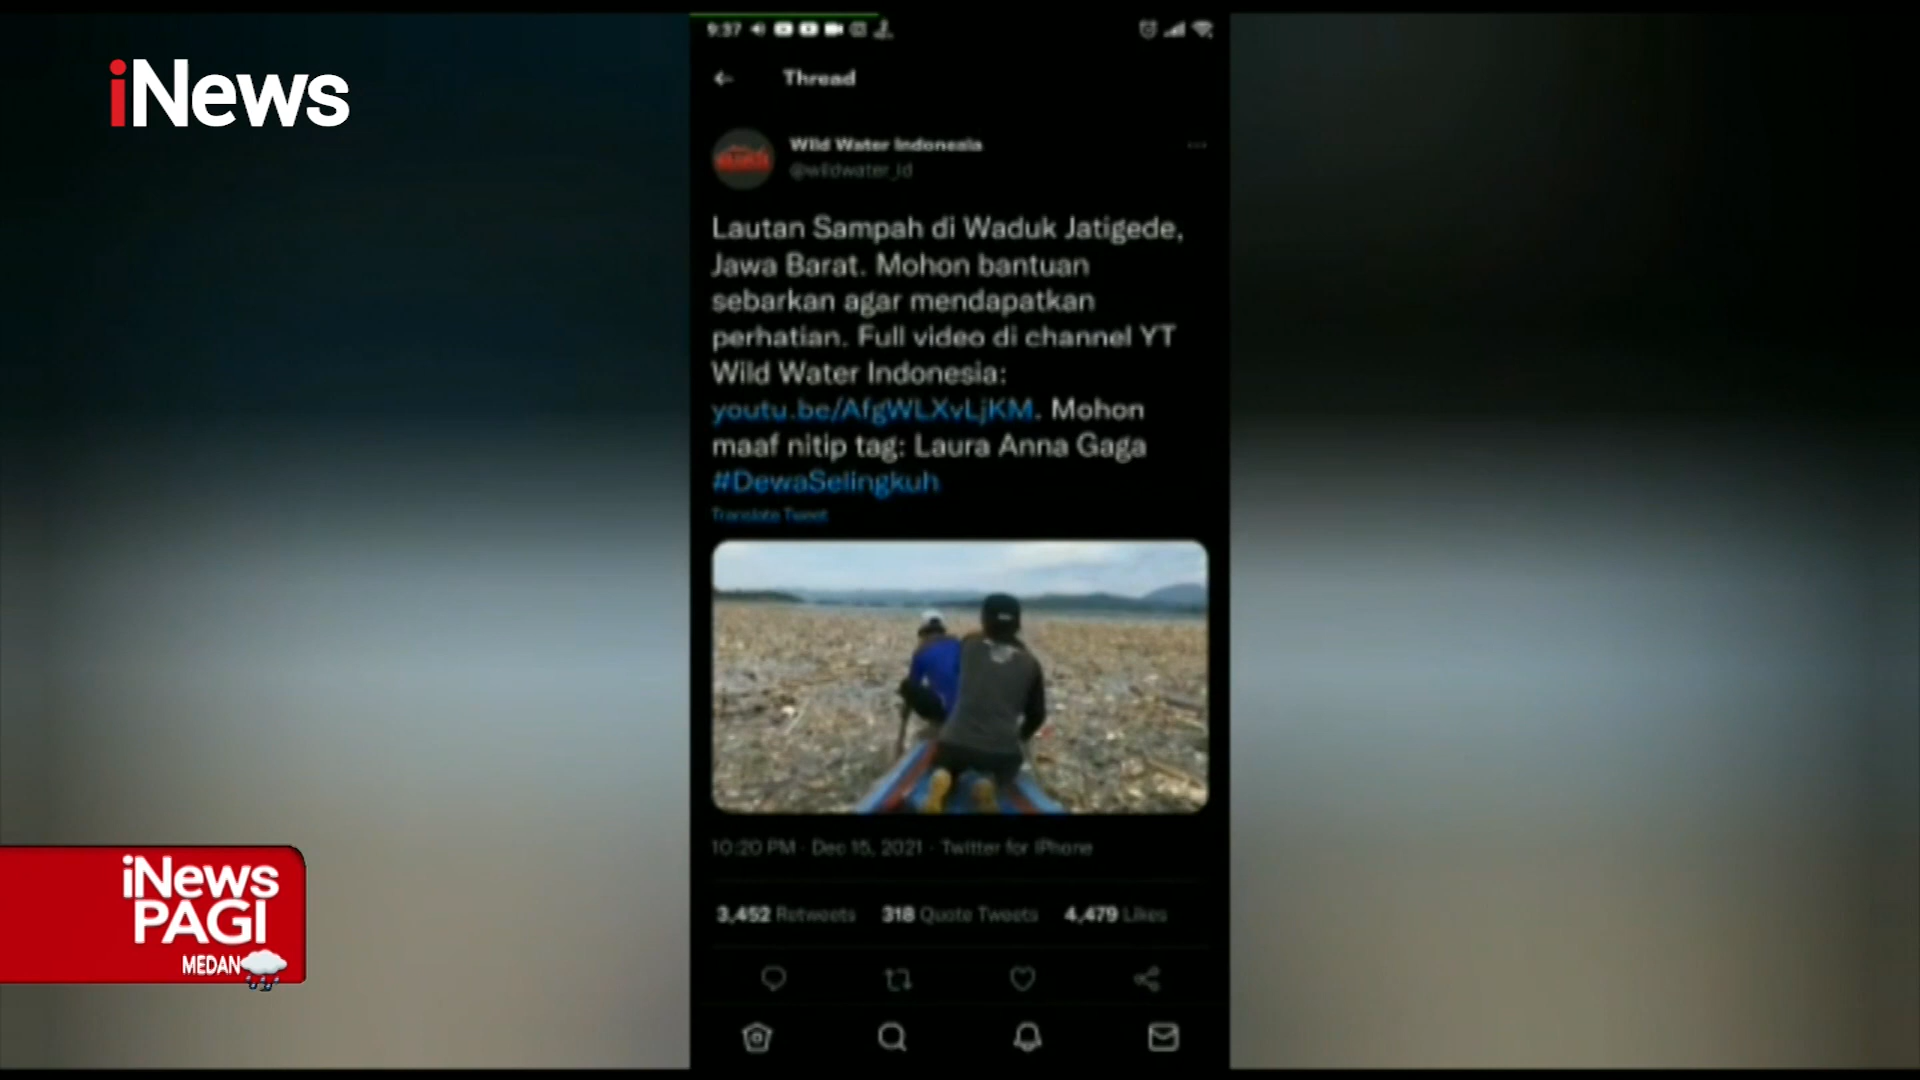 iNews
9:37
Thread
Wild Water Indonesia
@wildwater_id
Lautan Sampah di Waduk Jatigede,
Jawa Barat. Mohon bantuan
sebarkan agar mendapatkan
perhatian. Full video di channel YT
Wild Water Indonesia:
youtu.be/AfgWLXvLjKM. Mohon
maaf nitip tag: Laura Anna Gaga
#DewaSelingkuh
Translate Tweet
10:20 PM · Dec 15, 2021 · Twitter for iPhone
3,452 Retweets 318 Quote Tweets 4,479 Likes
iNews
PAGI
MEDAN